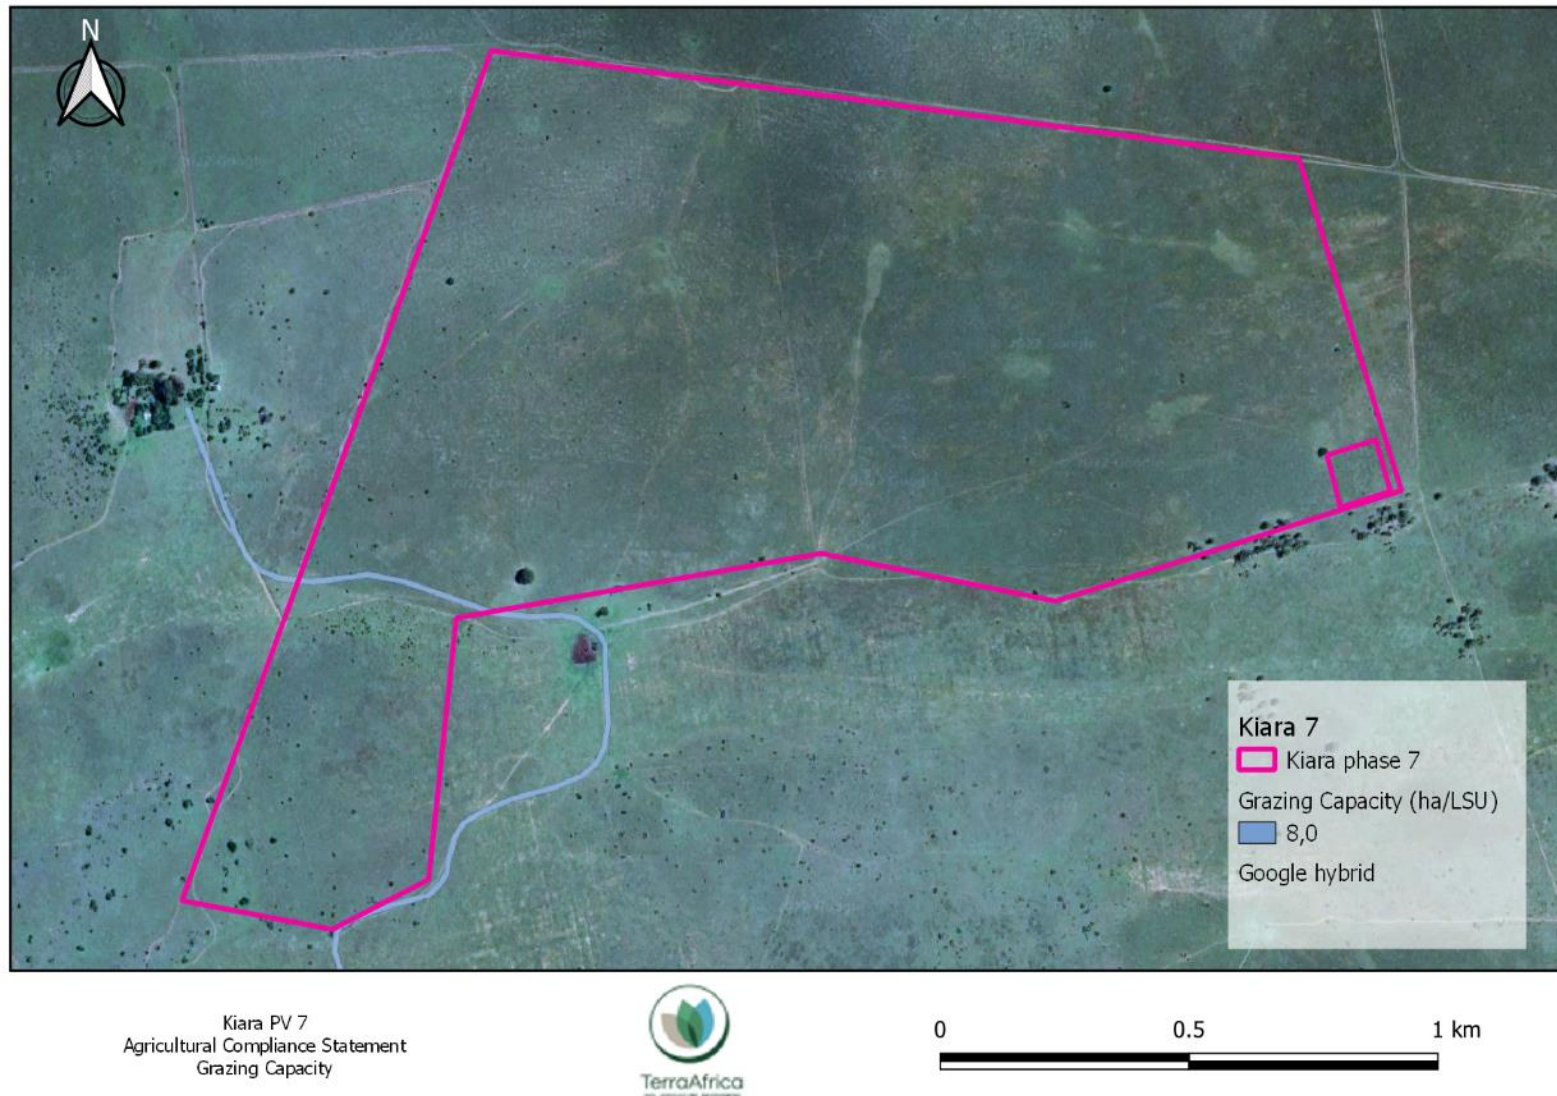 N
Kiara 7
Kiara phase 7
Grazing Capacity (ha/LSU)
8,0
Google hybrid
Kiara PV 7
Agricultural Compliance Statement
Grazing Capacity
TerraAfrica
0 0.5 1 km